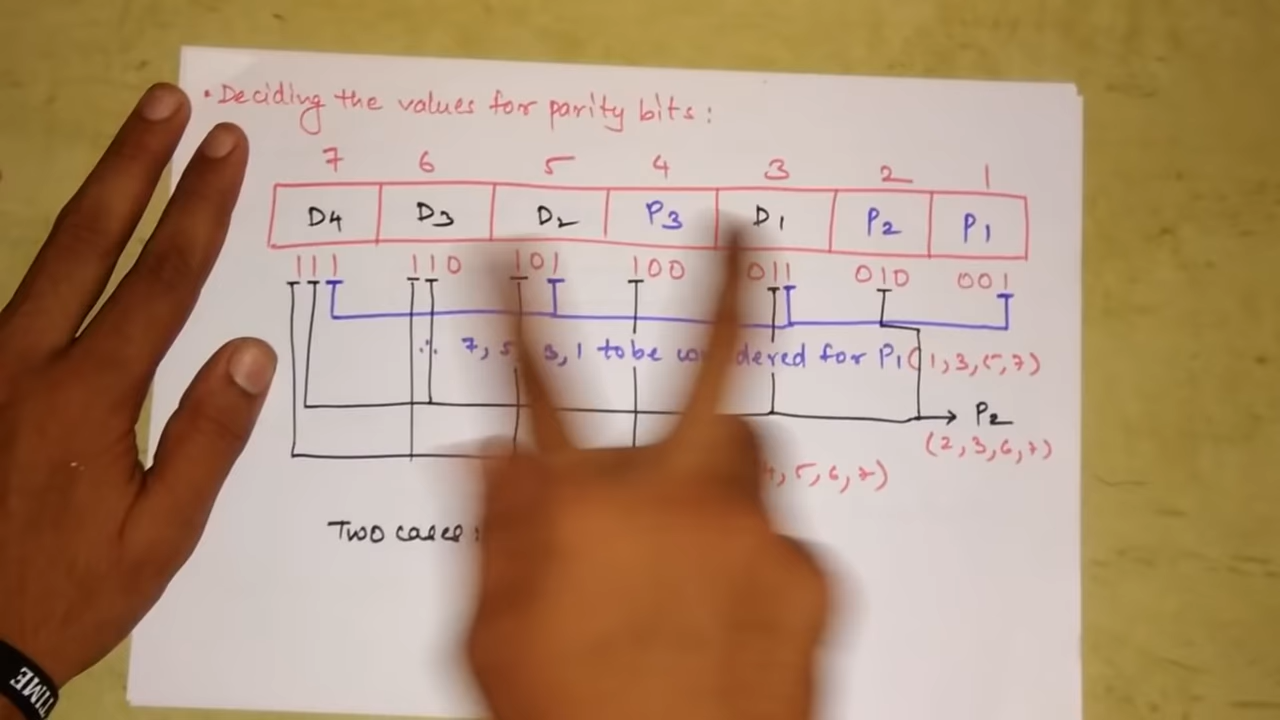 • Deciding the values for parity bits:
7 6 5 4 3 2 1
D4 D3 D2 P3 D1 P2 P1
111 110 101 100 011 010 001
∴ 7, 5, 3, 1 to be for P1 (1,3,5,7)
P2
(2,3,6,7)
,5,6,7)
Two cases:
TIME